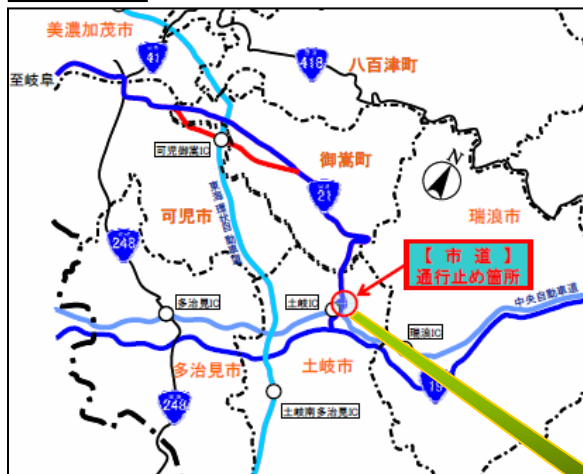 美濃加茂市
41
418
八百津町
至岐阜
可児御嵩IC
御嵩町
N
21
東海環状自動車道
可児市
瑞浪市
248
【 市 道 】
通行止め箇所
多治見IC
土岐IC
中央自動車道
瑞浪IC
多治見市
土岐市
19
248
土岐南多治見IC